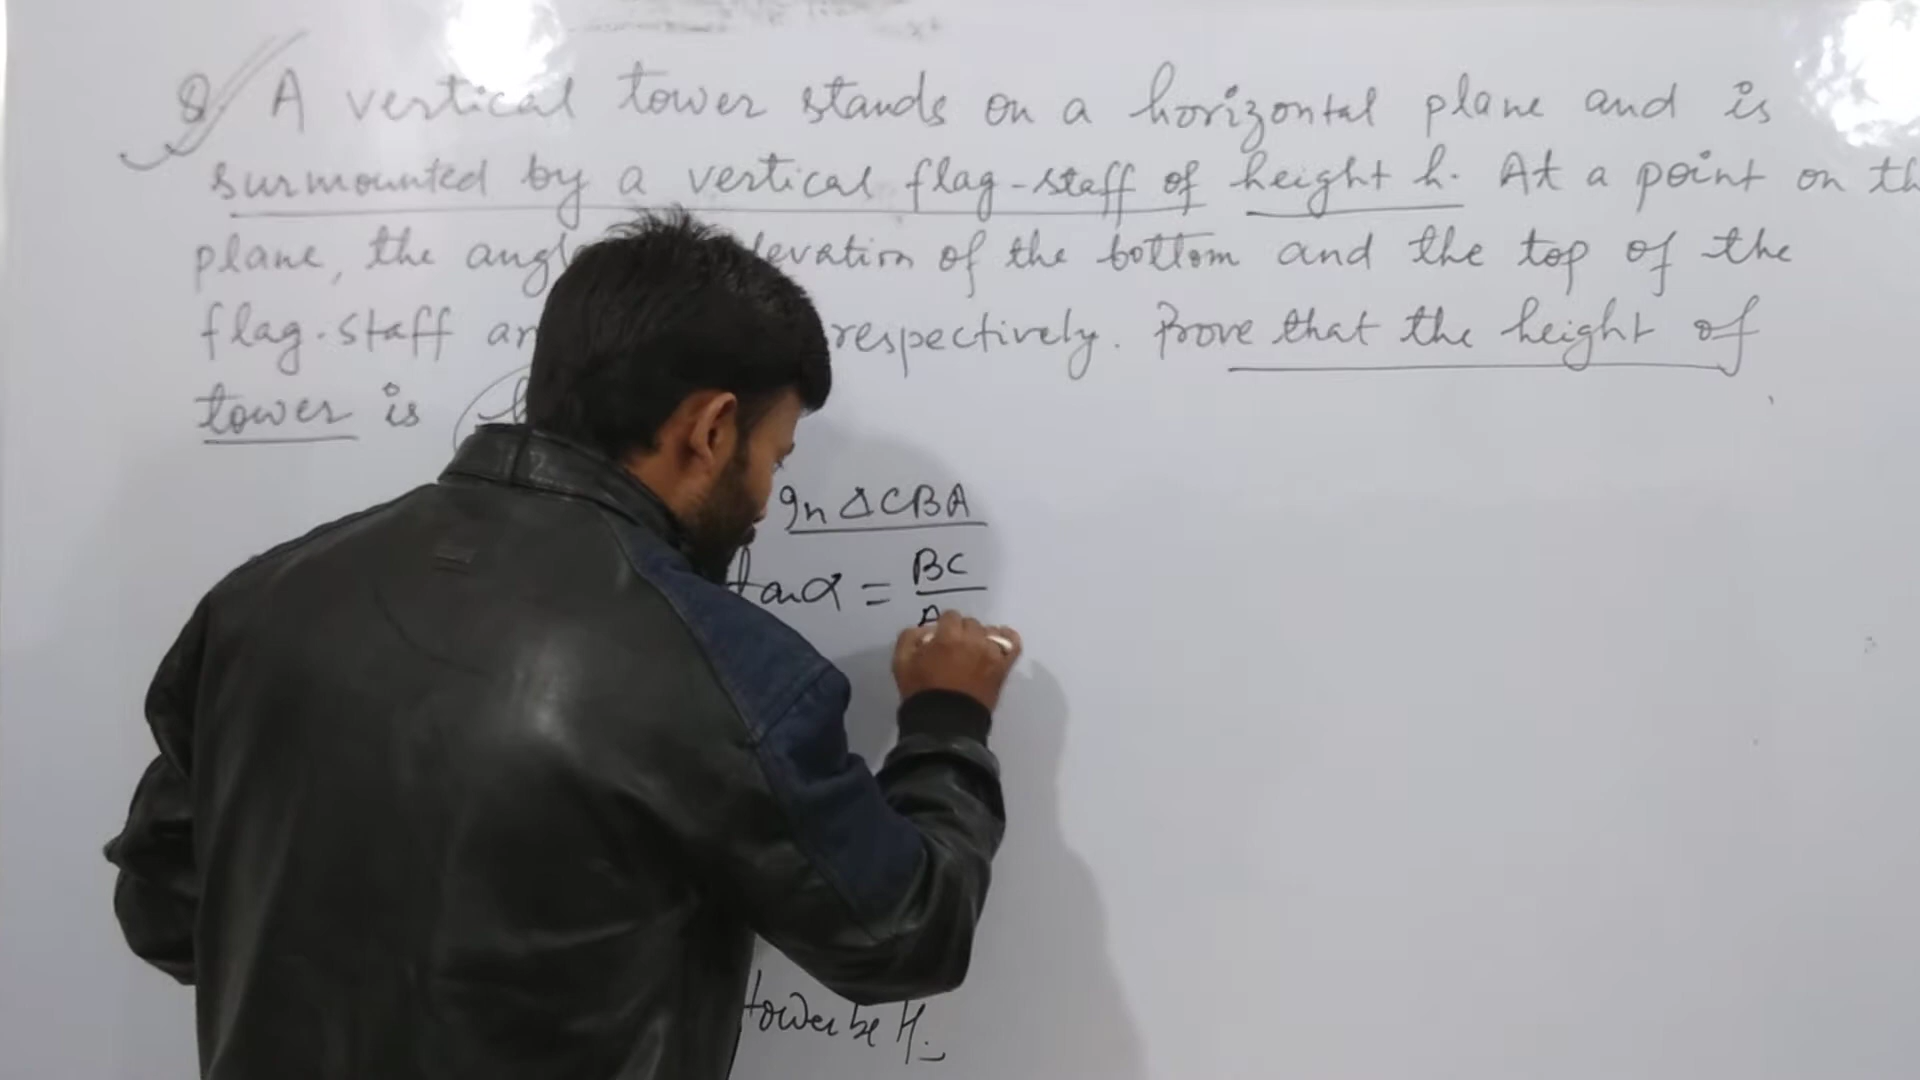 Q. A vertical tower stands on a horizontal plane and is
surmounted by a vertical flag-staff of height h. At a point on th
plane, the angl levation of the bottom and the top of the
flag-staff ar respectively. Prove that the height of
tower is
In △CBA
tanα = BC
A
tower be H.